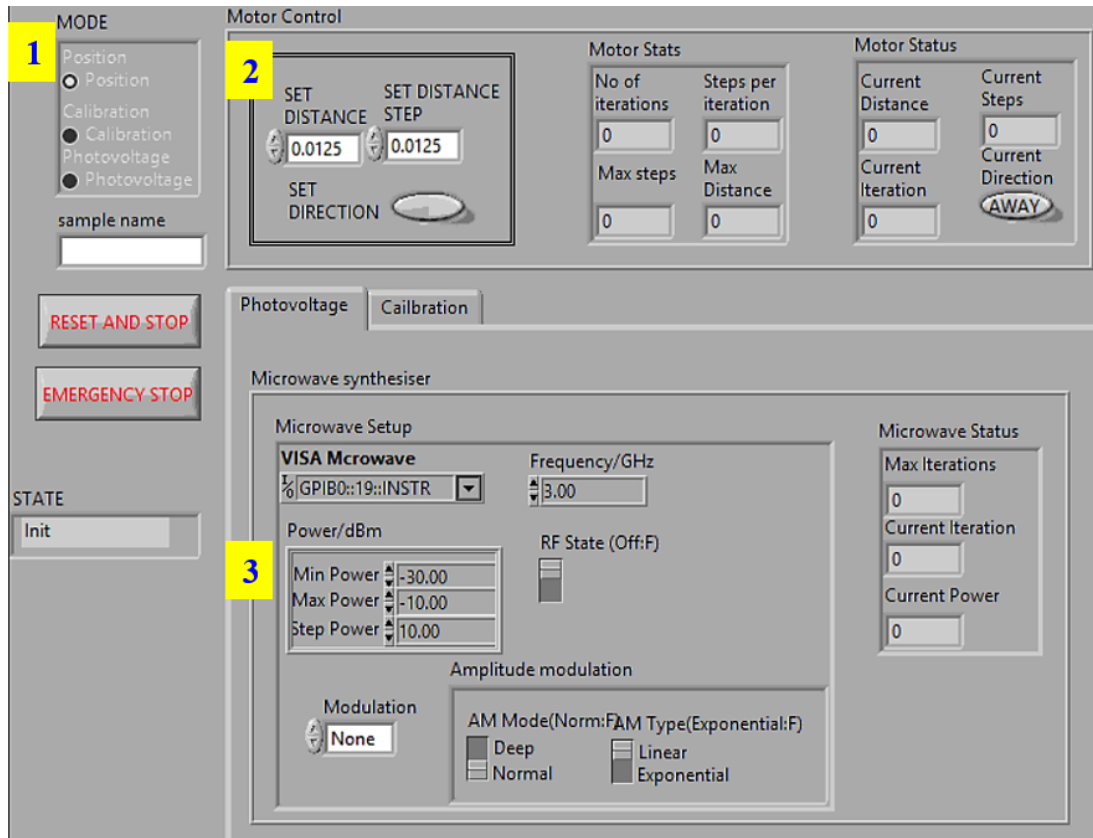 MODE
1
Position
Position
Calibration
Calibration
Photovoltage
Photovoltage
sample name
RESET AND STOP
EMERGENCY STOP
STATE
Init
Motor Control
2
SET
DISTANCE
0.0125
SET DISTANCE
STEP
0.0125
SET
DIRECTION
Motor Stats
No of
iterations
0
Steps per
iteration
0
Max steps
0
Max
Distance
0
Motor Status
Current
Distance
0
Current
Steps
0
Current
Iteration
0
Current
Direction
AWAY
Photovoltage
Cailbration
Microwave synthesiser
Microwave Setup
VISA Mcrowave
I/O GPIB0::19::INSTR
Frequency/GHz
3.00
Power/dBm
3
Min Power -30.00
Max Power -10.00
Step Power 10.00
RF State (Off:F)
Modulation
None
Amplitude modulation
AM Mode(Norm:F)
Deep
Normal
AM Type(Exponential:F)
Linear
Exponential
Microwave Status
Max Iterations
0
Current Iteration
0
Current Power
0